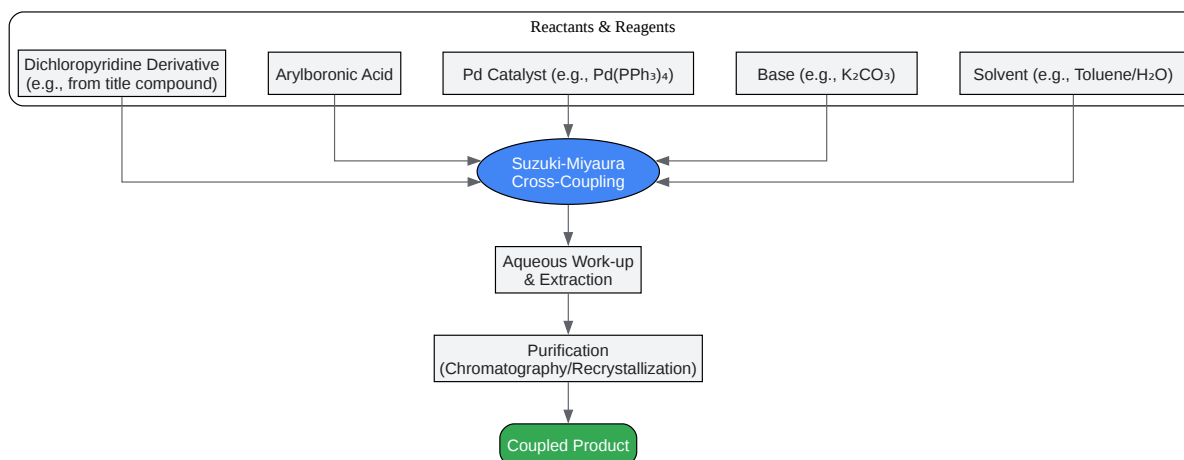 Reactants & Reagents
Dichloropyridine Derivative
(e.g., from title compound)
Arylboronic Acid
Pd Catalyst (e.g., Pd(PPh₃)₄)
Base (e.g., K₂CO₃)
Solvent (e.g., Toluene/H₂O)
Suzuki-Miyaura
Cross-Coupling
Aqueous Work-up
& Extraction
Purification
(Chromatography/Recrystallization)
Coupled Product